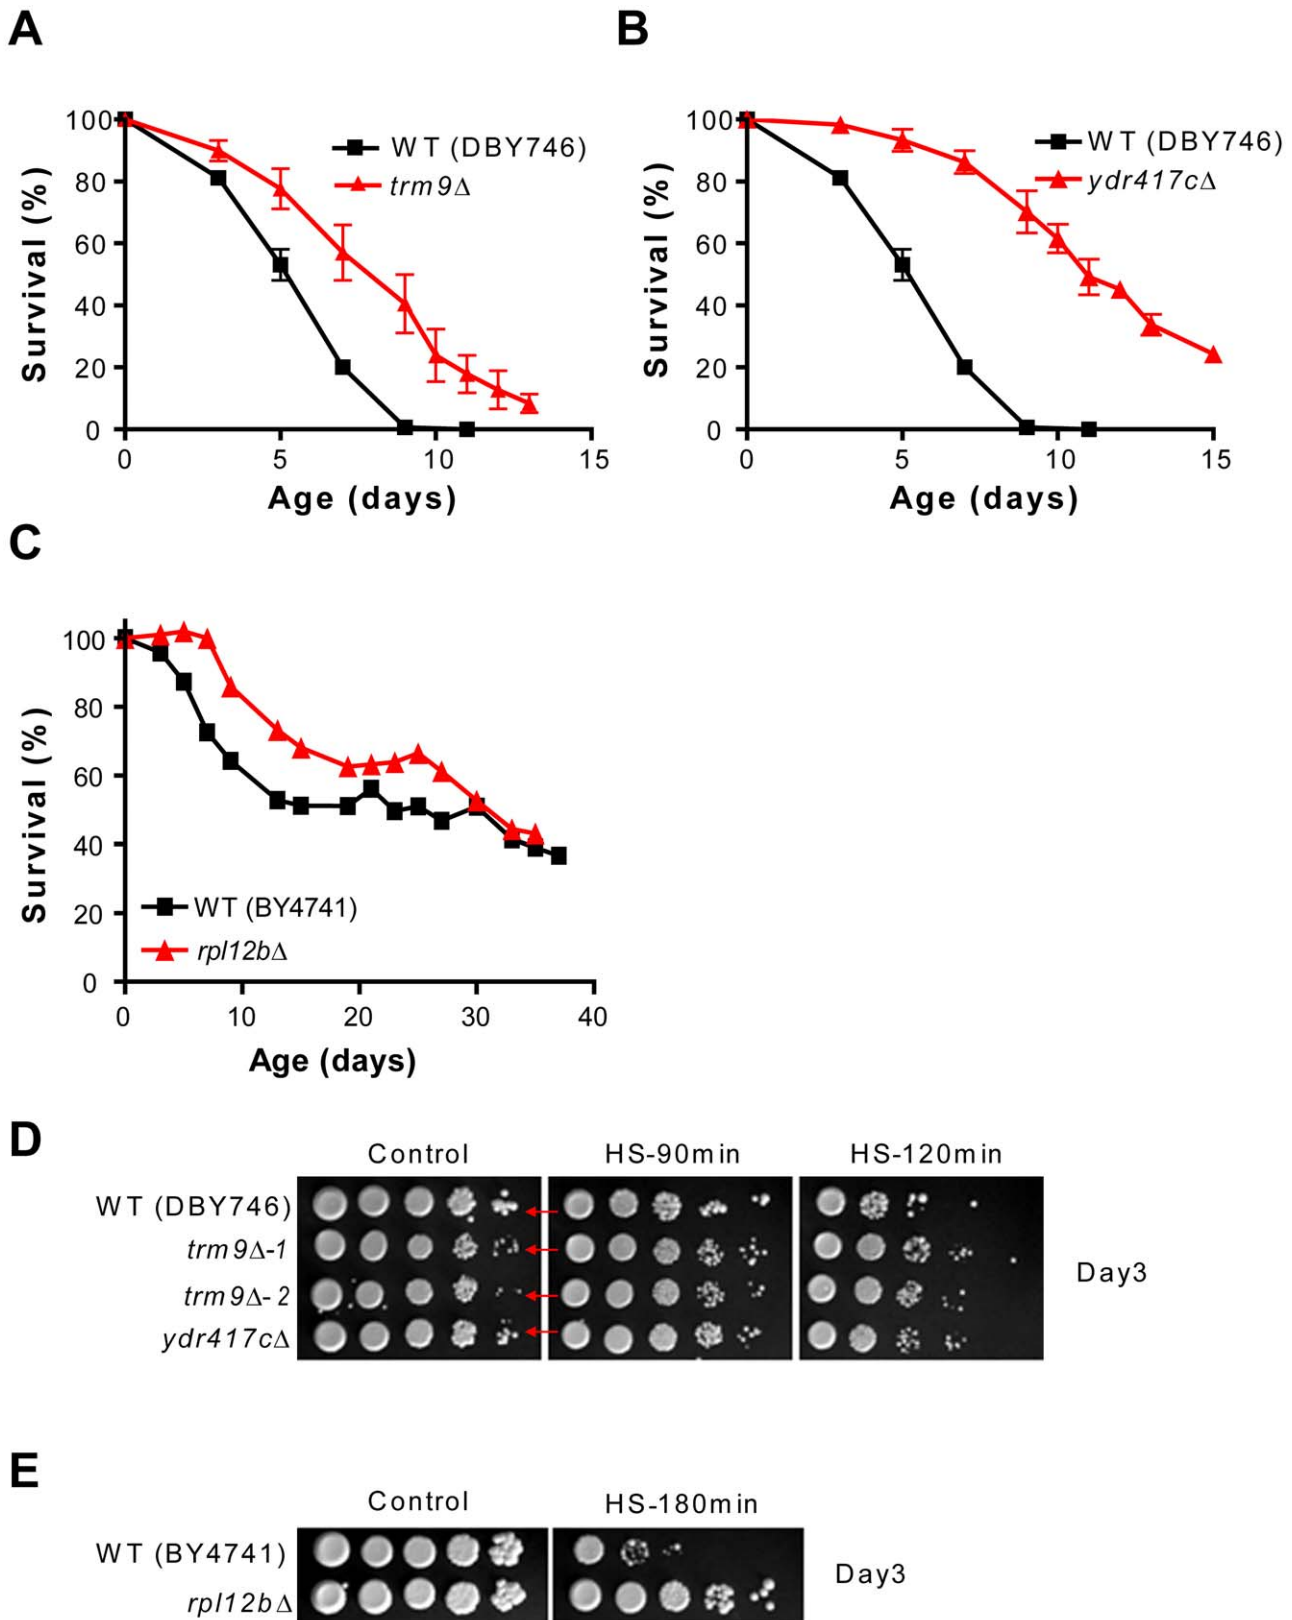 A
B
100
80
60
40
20
0
Survival (%)
WT (DBY746)
trm9Δ
0 5 10 15
Age (days)
100
80
60
40
20
0
Survival (%)
WT (DBY746)
ydr417cΔ
0 5 10 15
Age (days)
C
100
80
60
40
20
0
Survival (%)
WT (BY4741)
rpl12bΔ
0 10 20 30 40
Age (days)
D
Control HS-90min HS-120min
WT (DBY746)
trm9Δ-1
trm9Δ-2
ydr417cΔ
Day3
E
Control HS-180min
WT (BY4741)
rpl12bΔ
Day3